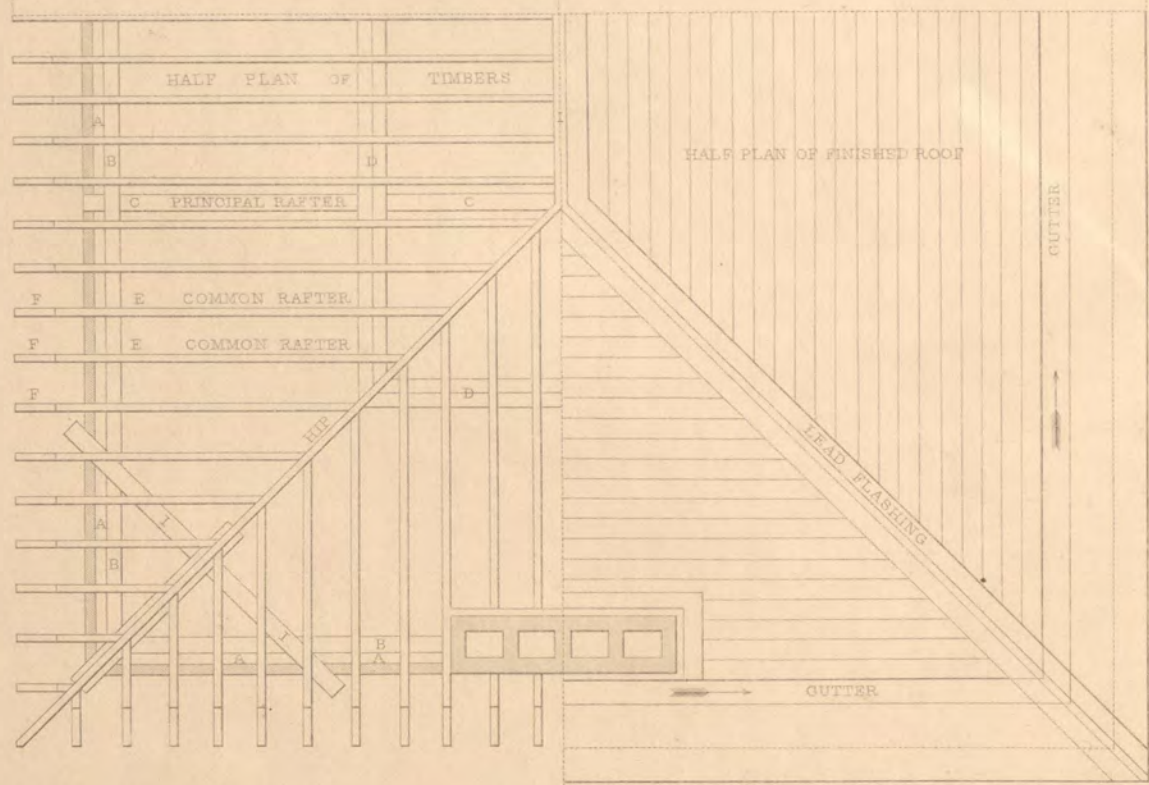 HALF PLAN OF TIMBERS
A
B
D
I
HALF PLAN OF FINISHED ROOF
C PRINCIPAL RAFTER C
GUTTER
F E COMMON RAFTER
F E COMMON RAFTER
F
D
HIP
LEAD FLASHING
A
I
B
I
B
A A
GUTTER